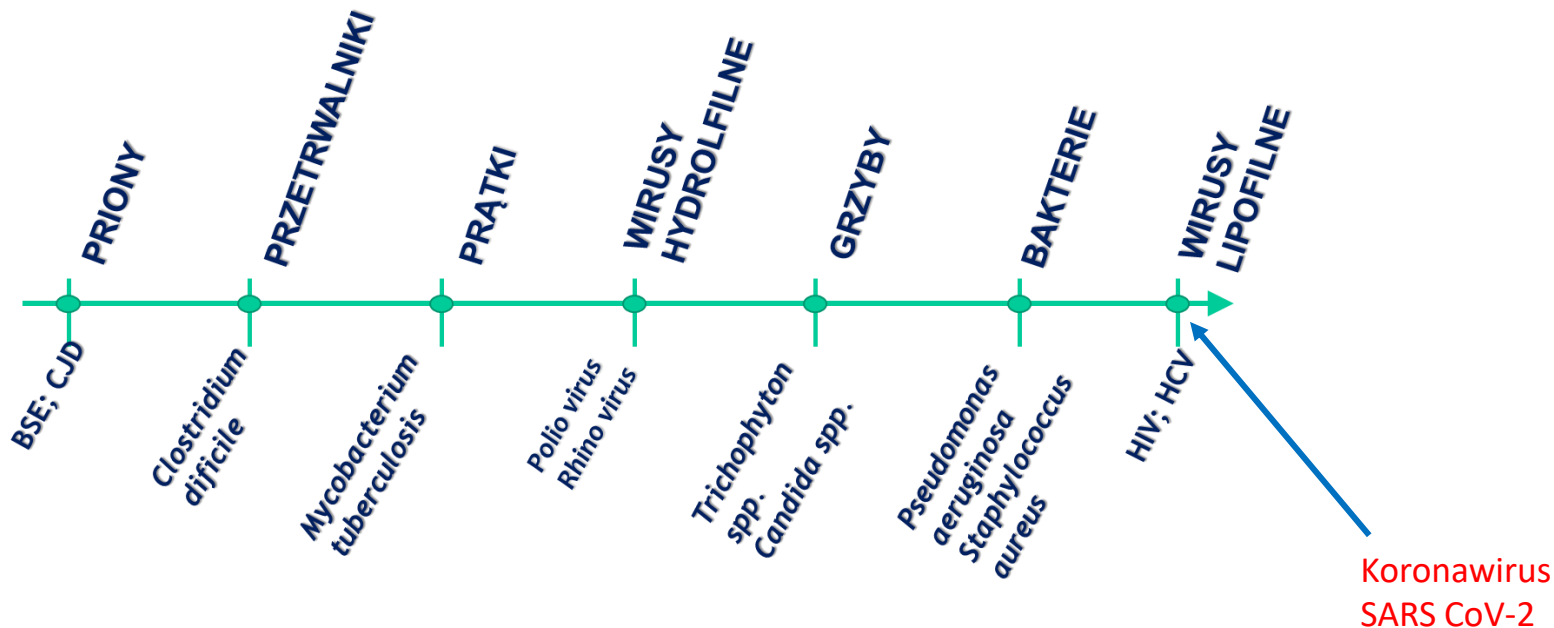 PRIONY
PRZETRWALNIKI
PRĄTKI
WIRUSY
HYDROLFILNE
GRZYBY
BAKTERIE
WIRUSY
LIPOFILNE
BSE; CJD
Clostridium
dificile
Mycobacterium
tuberculosis
Polio virus
Rhino virus
Trichophyton
spp.
Candida spp.
Pseudomonas
aeruginosa
Staphylococcus
aureus
HIV; HCV
Koronawirus
SARS CoV-2